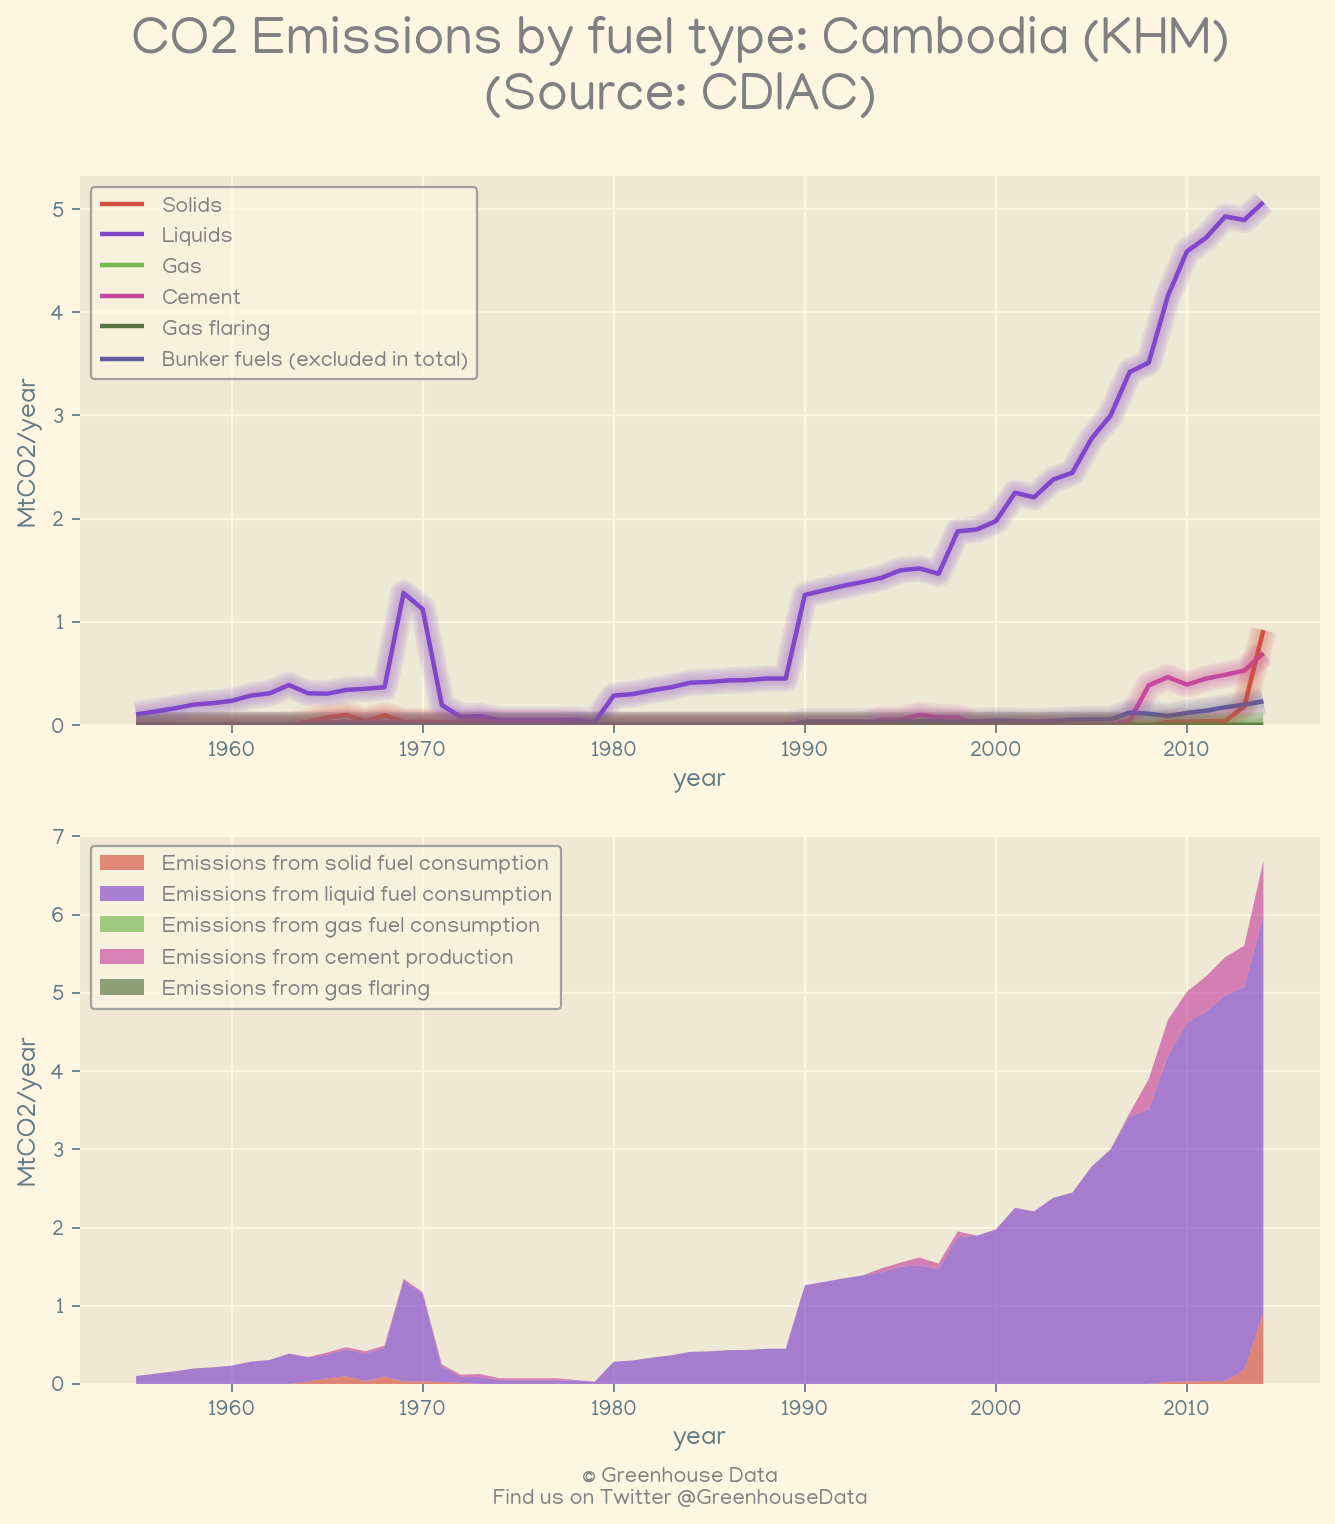 CO2 Emissions by fuel type: Cambodia (KHM)
(Source: CDIAC)
Solids
Liquids
Gas
Cement
Gas flaring
Bunker fuels (excluded in total)
MtCO2/year
5
4
3
2
1
0
1960 1970 1980 1990 2000 2010
year
Emissions from solid fuel consumption
Emissions from liquid fuel consumption
Emissions from gas fuel consumption
Emissions from cement production
Emissions from gas flaring
MtCO2/year
7
6
5
4
3
2
1
0
1960 1970 1980 1990 2000 2010
year
© Greenhouse Data
Find us on Twitter @GreenhouseData